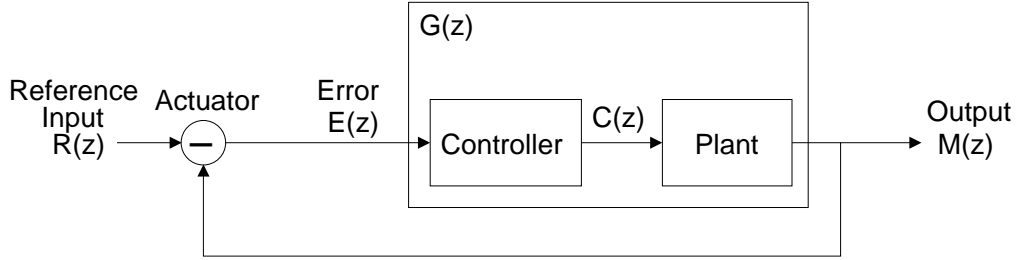 G(z)
Reference
Input
R(z)
Actuator
−
Error
E(z)
Controller
C(z)
Plant
Output
M(z)